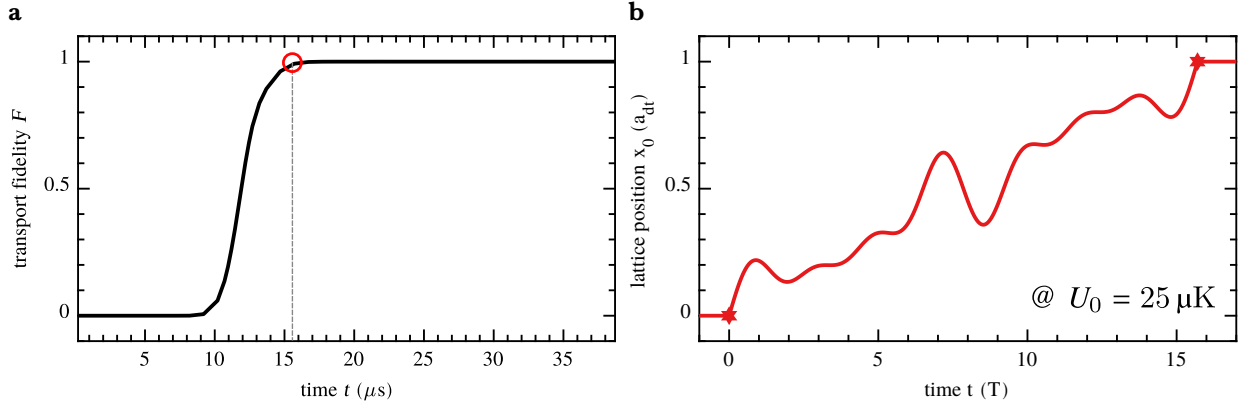 a
transport fidelity F
1
0.5
0
5 10 15 20 25 30 35
time t (μs)
b
lattice position x₀ (a_dt)
1
0.5
0
@ U₀ = 25 μK
0 5 10 15
time t (T)